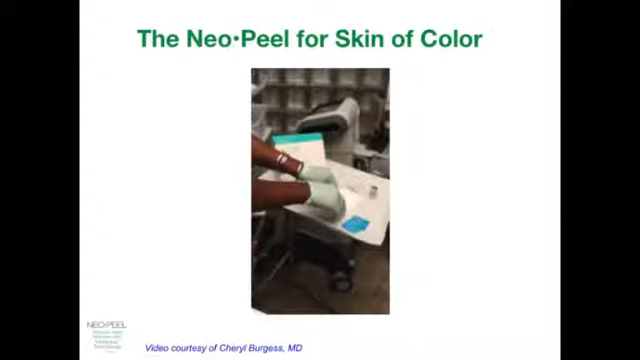 The Neo•Peel for Skin of Color
NEO•PEEL
Video courtesy of Cheryl Burgess, MD